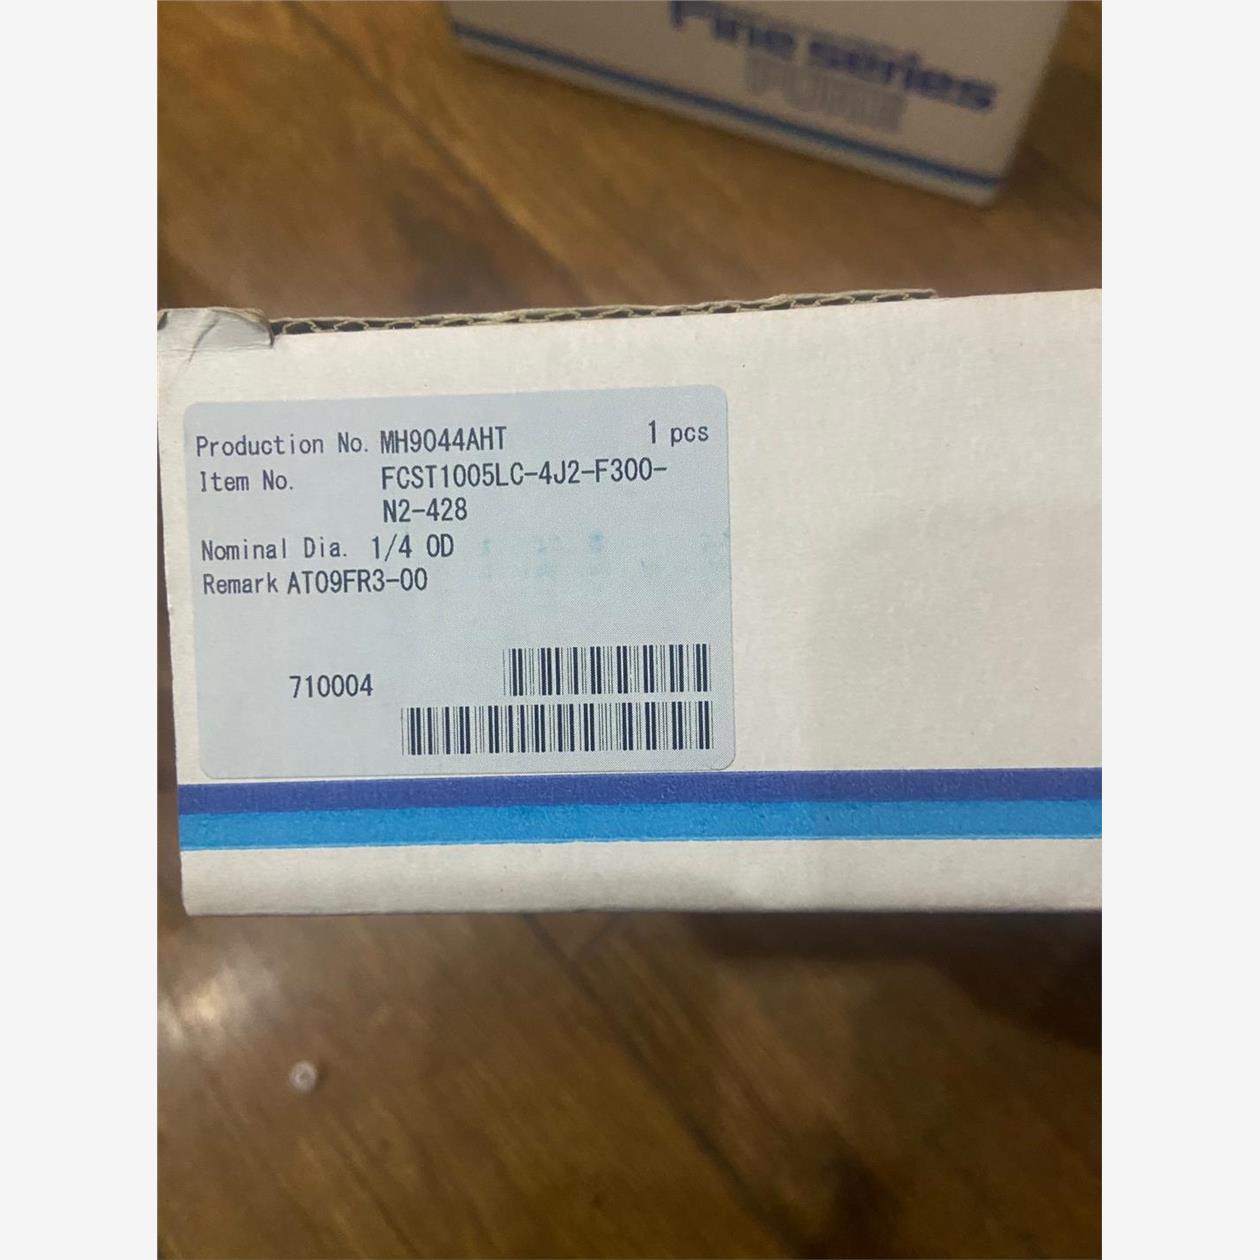 Fine series
Production No. MH9044AHT 1 pcs
Item No. FCST1005LC-4J2-F300-
N2-428
Nominal Dia. 1/4 OD
Remark AT09FR3-00
710004